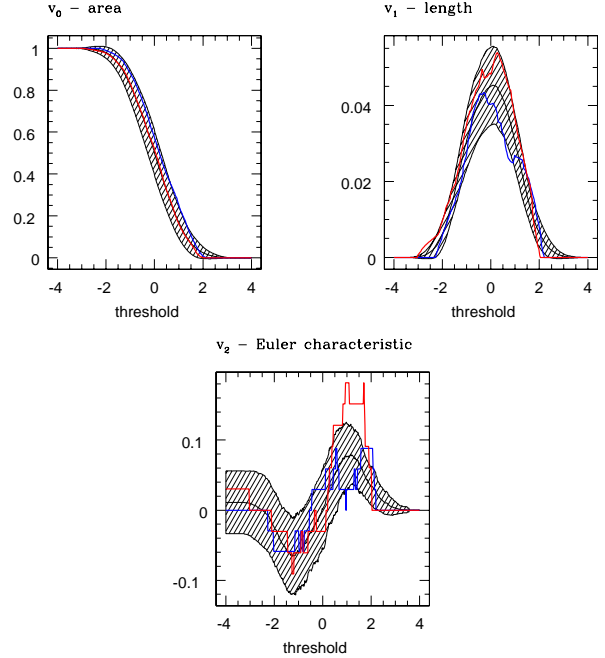 v0 – area
1
0.8
0.6
0.4
0.2
0
-4 -2 0 2 4
threshold
v1 – length
0.04
0.02
0
-4 -2 0 2 4
threshold
v2 – Euler characteristic
0.1
0
-0.1
-4 -2 0 2 4
threshold